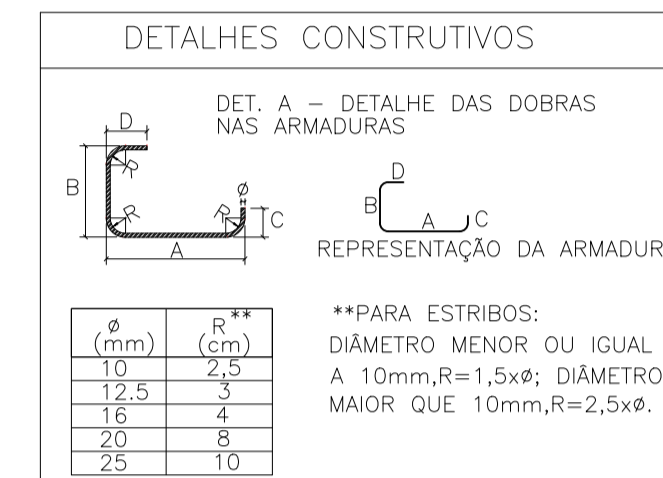 DETALHES CONSTRUTIVOS
DET. A – DETALHE DAS DOBRAS
NAS ARMADURAS
D
B
R
R
R
Ø
C
A
D
B
A
C
REPRESENTAÇÃO DA ARMADUR
Ø (mm) R** (cm)
10 2,5
12.5 3
16 4
20 8
25 10
**PARA ESTRIBOS:
DIÂMETRO MENOR OU IGUAL
A 10mm,R=1,5xø; DIÂMETRO
MAIOR QUE 10mm,R=2,5xø.